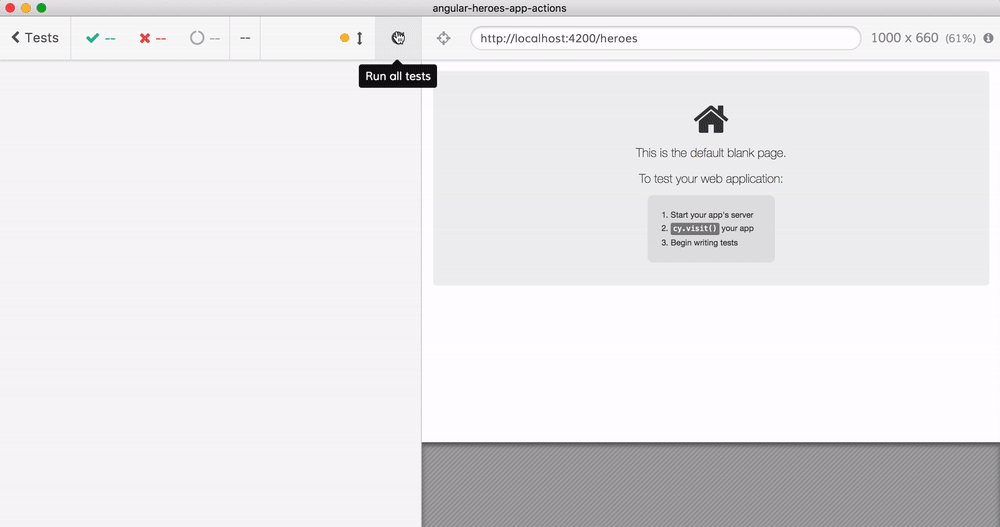 angular-heroes-app-actions
Tests
--
--
--
--
http://localhost:4200/heroes
1000 x 660 (61%)
Run all tests
This is the default blank page.
To test your web application:
1. Start your app's server
2. cy.visit() your app
3. Begin writing tests